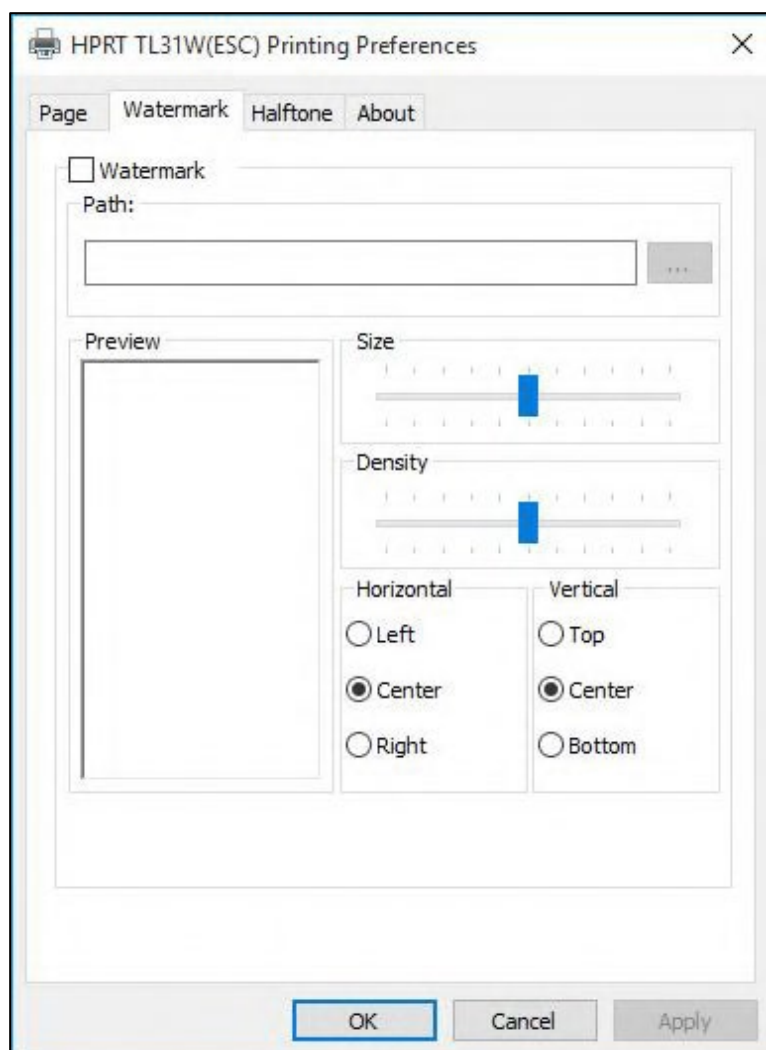 HPRT TL31W(ESC) Printing Preferences
Page Watermark Halftone About
Watermark
Path:
...
Preview
Size
Density
Horizontal
Left
Center
Right
Vertical
Top
Center
Bottom
OK Cancel Apply